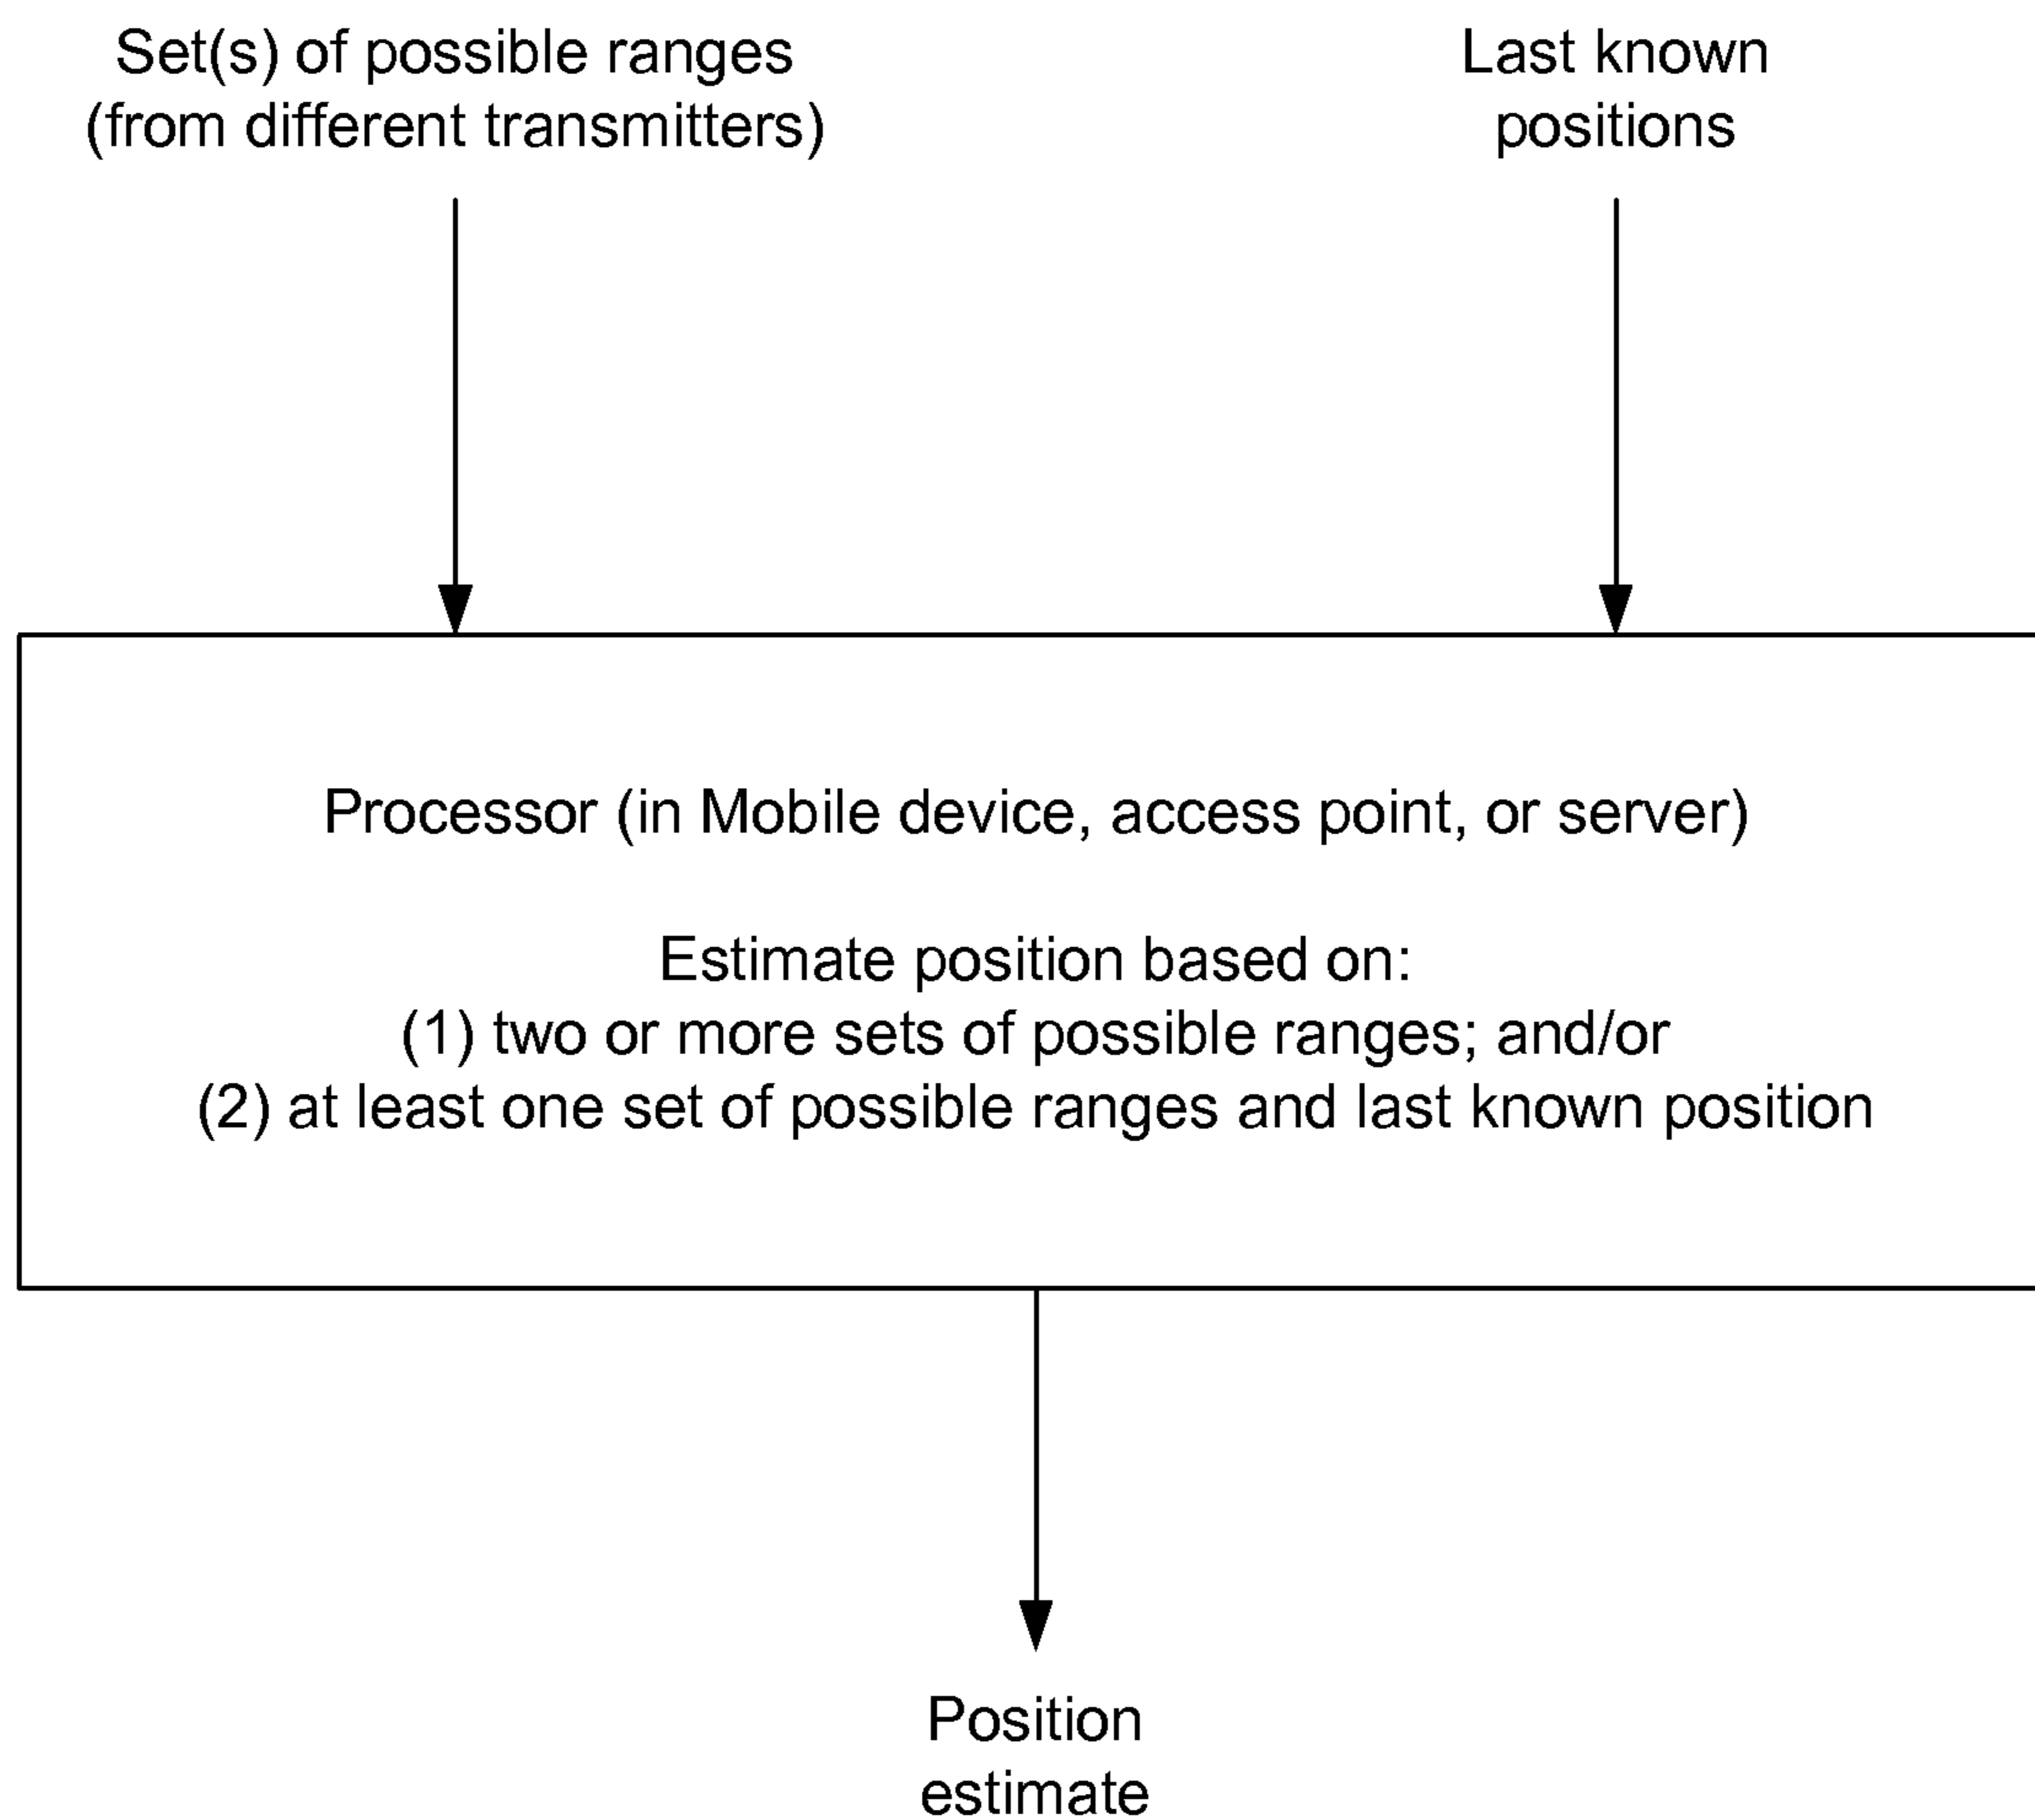 Set(s) of possible ranges
(from different transmitters)
Last known
positions
Processor (in Mobile device, access point, or server)
Estimate position based on:
(1) two or more sets of possible ranges; and/or
(2) at least one set of possible ranges and last known position
Position
estimate